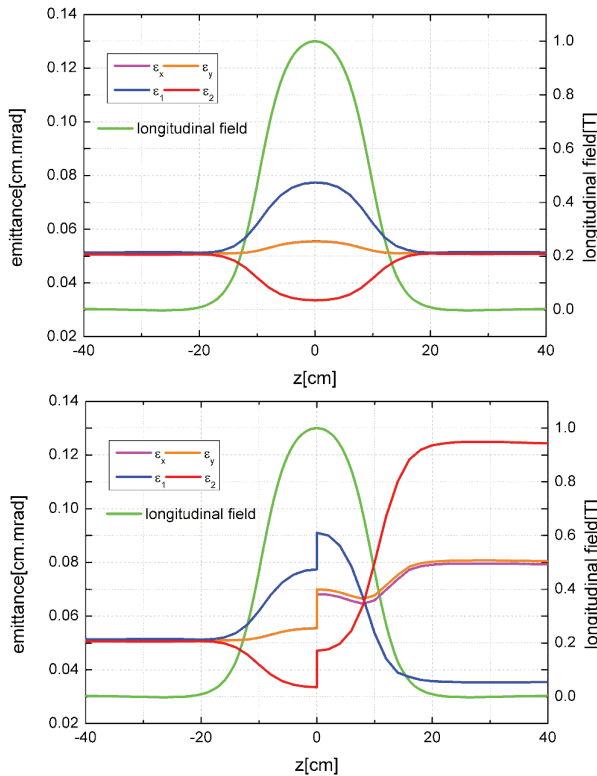 0.14
0.12
0.10
0.08
0.06
0.04
0.02
emittance[cm.mrad]
εx εy
ε1 ε2
longitudinal field
1.0
0.8
0.6
0.4
0.2
0.0
longitudinal field[T]
-40 -20 0 20 40
z[cm]
0.14
0.12
0.10
0.08
0.06
0.04
0.02
emittance[cm.mrad]
εx εy
ε1 ε2
longitudinal field
1.0
0.8
0.6
0.4
0.2
0.0
longitudinal field[T]
-40 -20 0 20 40
z[cm]